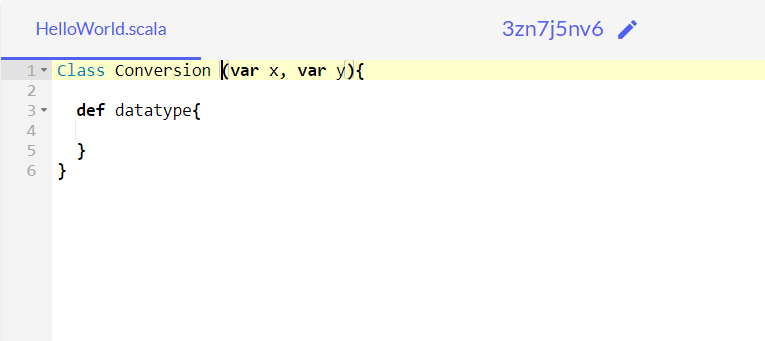 HelloWorld.scala
3zn7j5nv6
1 Class Conversion (var x, var y){
2
3 def datatype{
4
5 }
6 }